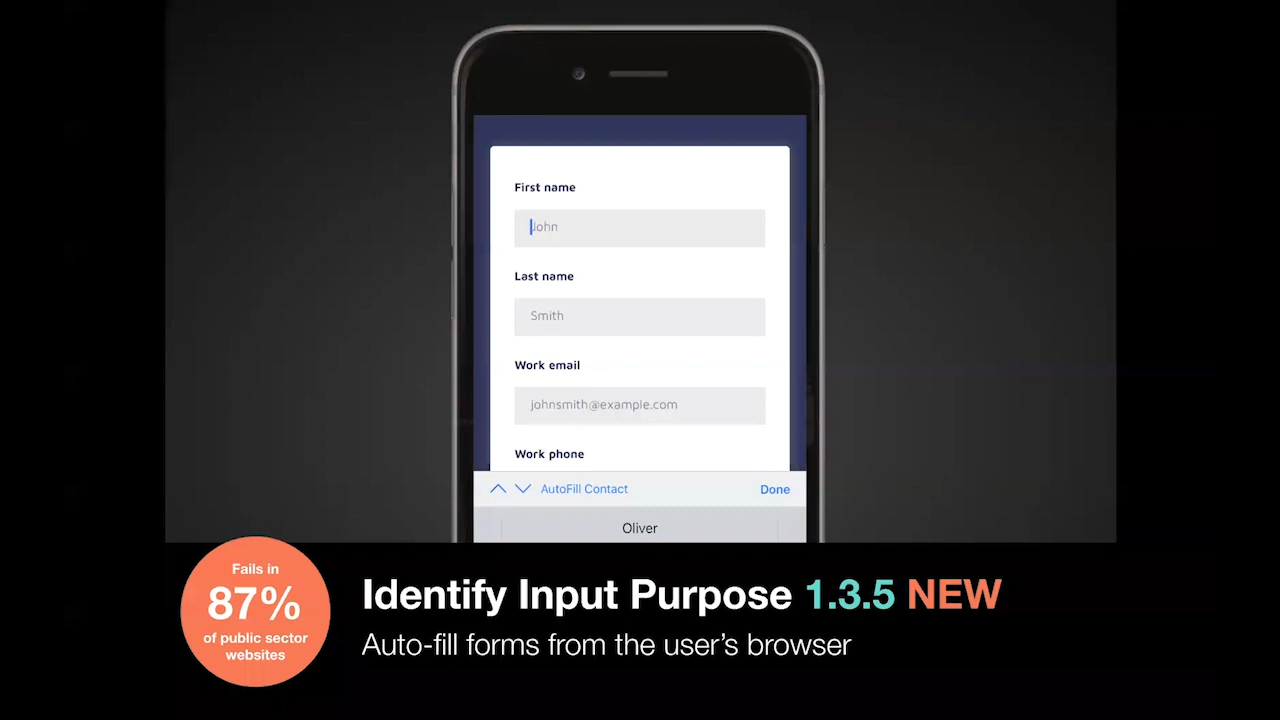 First name
John
Last name
Smith
Work email
johnsmith@example.com
Work phone
AutoFill Contact Done
Oliver
Fails in
87%
of public sector
websites
Identify Input Purpose 1.3.5 NEW
Auto-fill forms from the user's browser